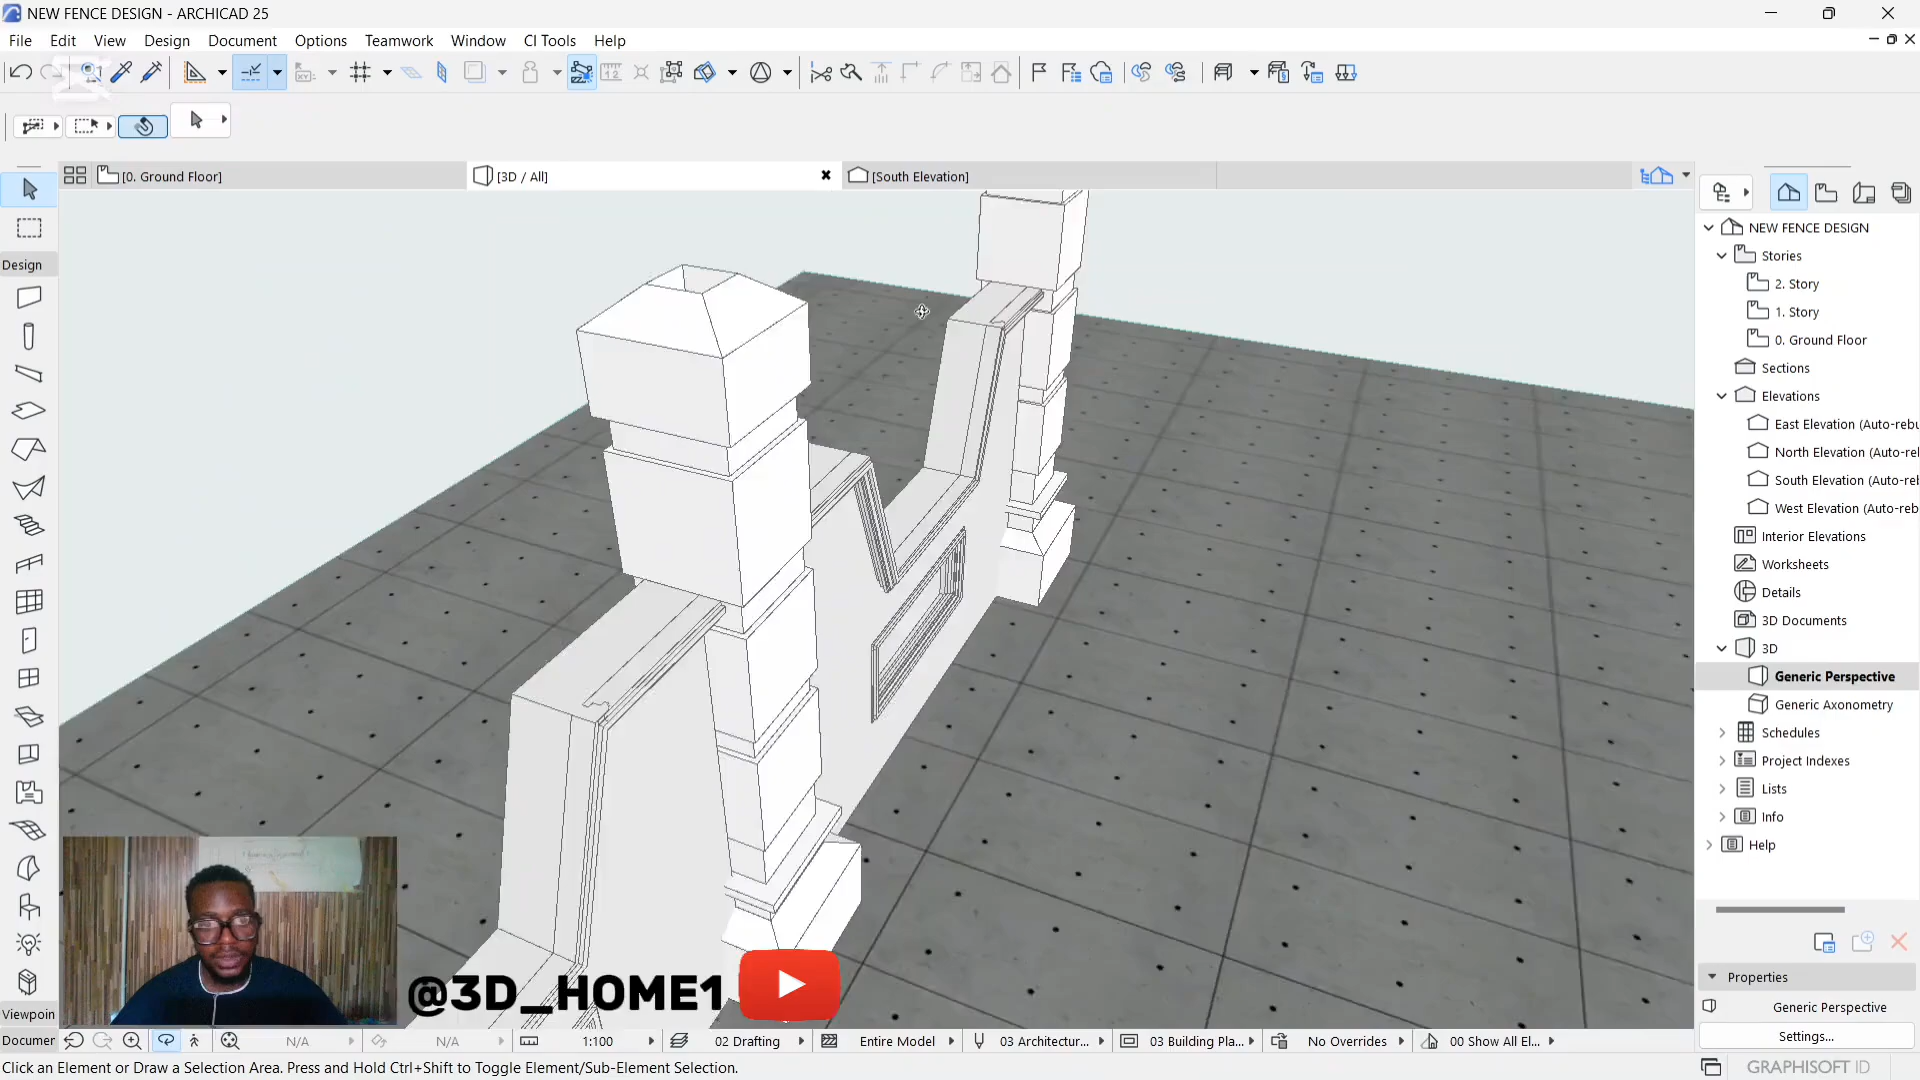 NEW FENCE DESIGN - ARCHICAD 25
File Edit View Design Document Options Teamwork Window CI Tools Help
[0. Ground Floor] [3D / All] [South Elevation]
Design
NEW FENCE DESIGN
Stories
2. Story
1. Story
0. Ground Floor
Sections
Elevations
East Elevation (Auto-rebu
North Elevation (Auto-rel
South Elevation (Auto-rel
West Elevation (Auto-reb
Interior Elevations
Worksheets
Details
3D Documents
3D
Generic Perspective
Generic Axonometry
Schedules
Project Indexes
Lists
Info
Help
Properties
Generic Perspective
Settings...
@3D_HOME1
Viewpoin
Documer
N/A N/A 1:100 02 Drafting Entire Model 03 Architectur... 03 Building Pla... No Overrides 00 Show All El...
Click an Element or Draw a Selection Area. Press and Hold Ctrl+Shift to Toggle Element/Sub-Element Selection.
GRAPHISOFT ID